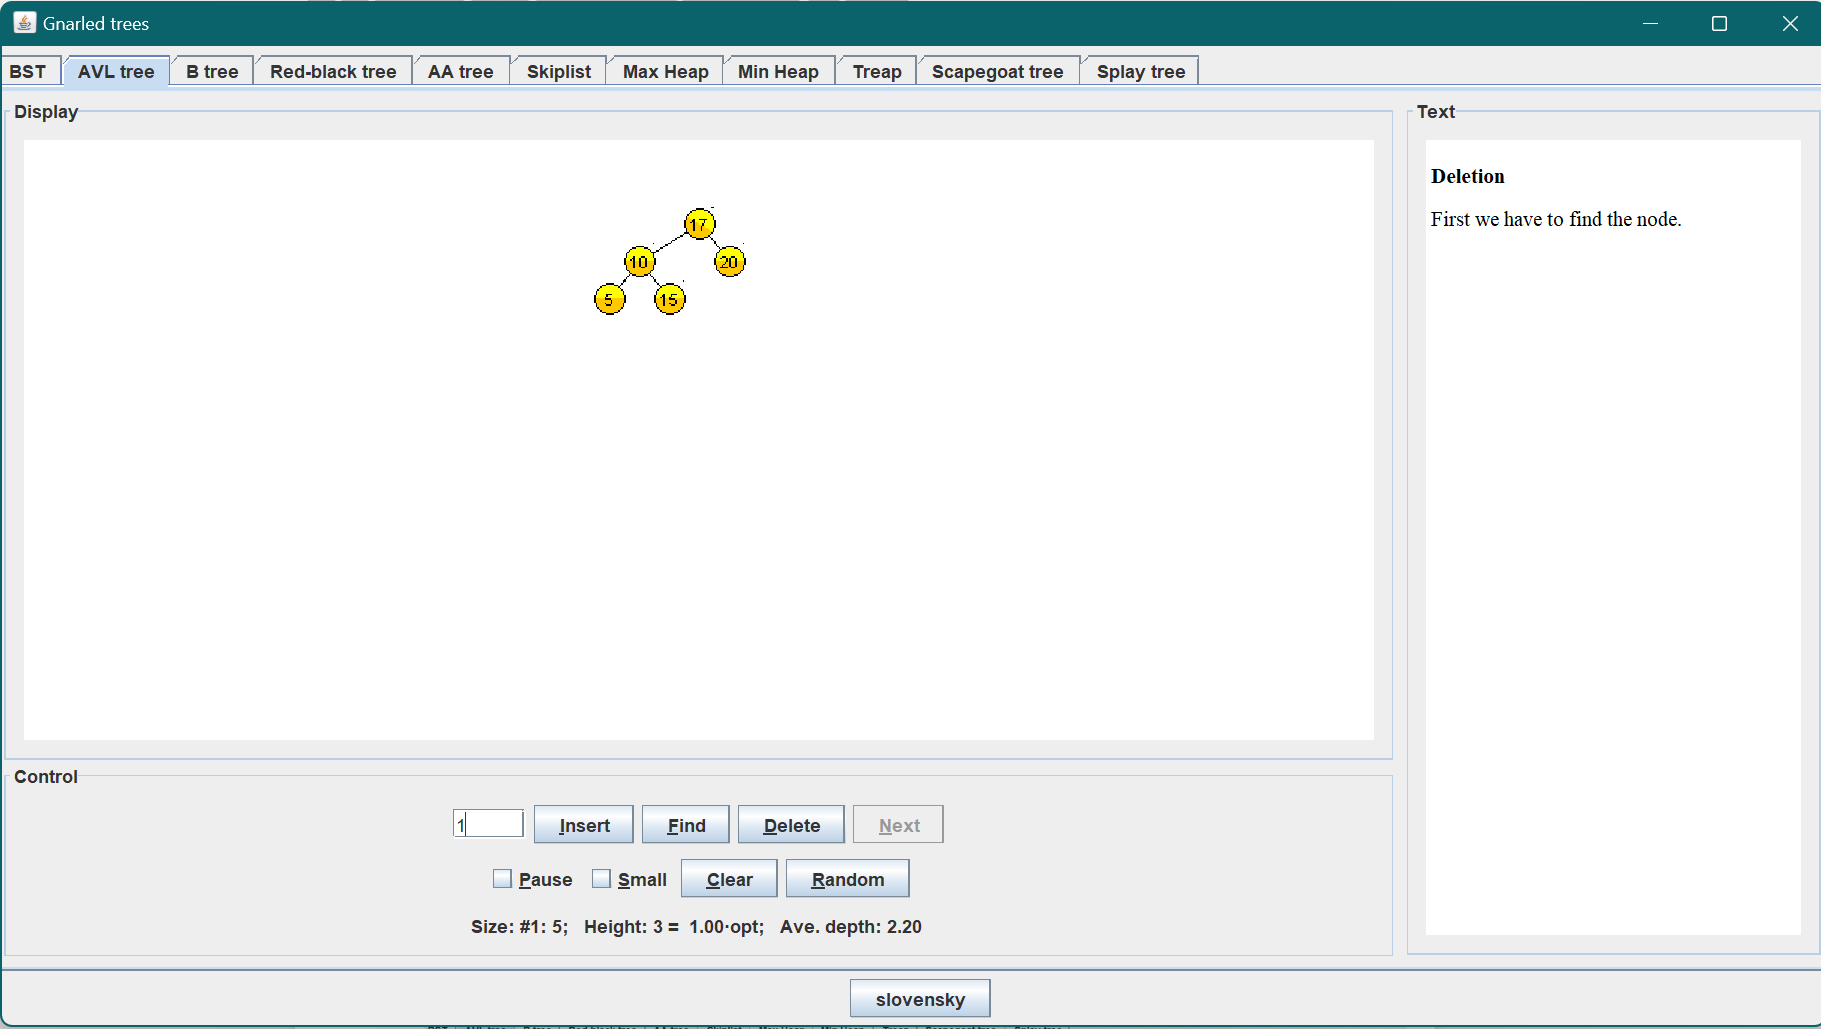 Gnarled trees
BST AVL tree B tree Red-black tree AA tree Skiplist Max Heap Min Heap Treap Scapegoat tree Splay tree
Display
17
10 20
5 15
Text
Deletion
First we have to find the node.
Control
1 Insert Find Delete Next
Pause Small Clear Random
Size: #1: 5; Height: 3 = 1.00·opt; Ave. depth: 2.20
slovensky